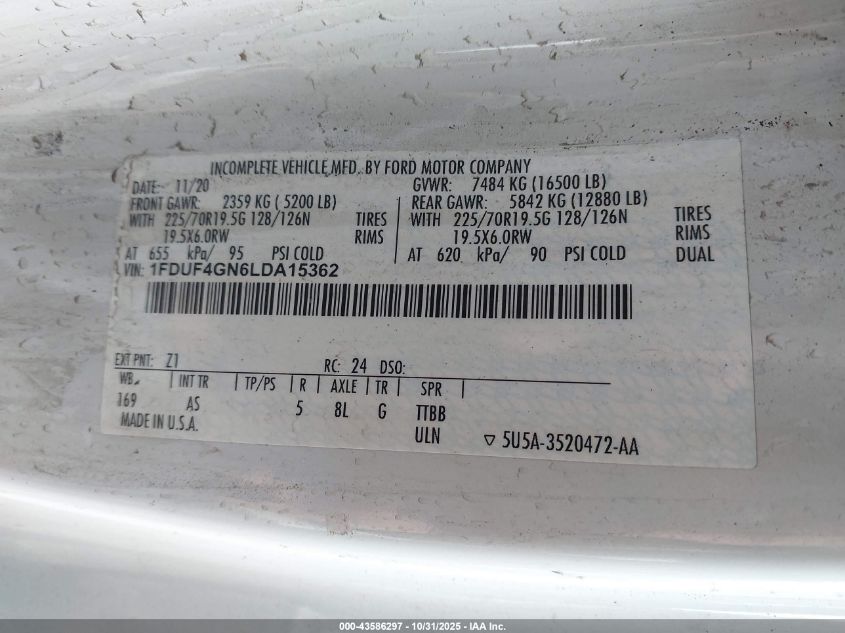 INCOMPLETE VEHICLE MFD. BY FORD MOTOR COMPANY
DATE: 11/20 GVWR: 7484 KG (16500 LB)
FRONT GAWR: 2359 KG ( 5200 LB) REAR GAWR: 5842 KG (12880 LB)
WITH 225/70R19.5G 128/126N TIRES WITH 225/70R19.5G 128/126N TIRES
19.5X6.0RW RIMS 19.5X6.0RW RIMS
AT 655 kPa/ 95 PSI COLD AT 620 kPa/ 90 PSI COLD DUAL
VIN: 1FDUF4GN6LDA15362
EXT PNT: Z1 RC: 24 DSO:
WB INT TR TP/PS R AXLE TR SPR
169 AS 5 8L G TTBB
MADE IN U.S.A. ULN 5U5A-3520472-AA
000-43586297 - 10/31/2025 - IAA Inc.